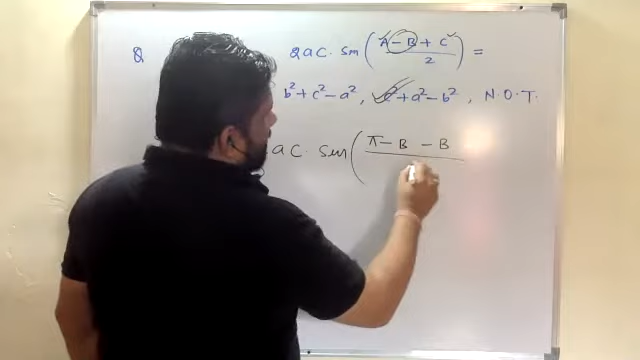 Q 2ac. sin (A - B + C / 2) =
b² + c² - a² , c² + a² - b² , N.O.T.
ac. sin ( π - B - B